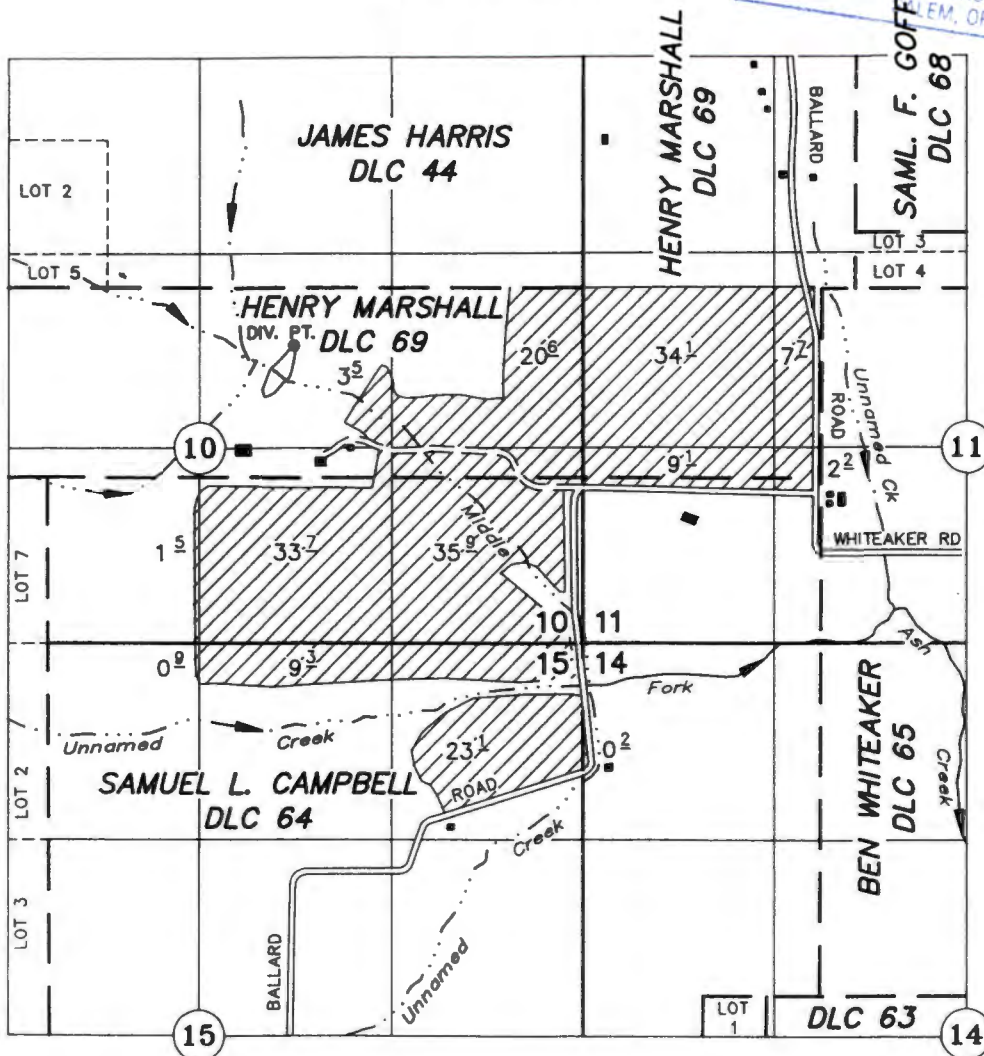 SALEM, OR
JAMES HARRIS
DLC 44
HENRY MARSHALL
DLC 69
BALLARD
SAML. F. GOFF
DLC 68
LOT 2
LOT 3
LOT 5
LOT 4
HENRY MARSHALL
DIV. PT.
DLC 69
3 5
20 6
34 1
7 7
Unnamed Ck
ROAD
10
11
9 1
2 2
Middle
WHITEAKER RD
LOT 7
1 5
33 7
35 9
10 11
15 14
0 9
9 3
Fork
Ash
Creek
Unnamed
Creek
23 1
0 2
LOT 2
SAMUEL L. CAMPBELL
DLC 64
ROAD
BEN WHITEAKER
DLC 65
Creek
LOT 3
BALLARD
Unnamed
LOT
1
DLC 63
15
14